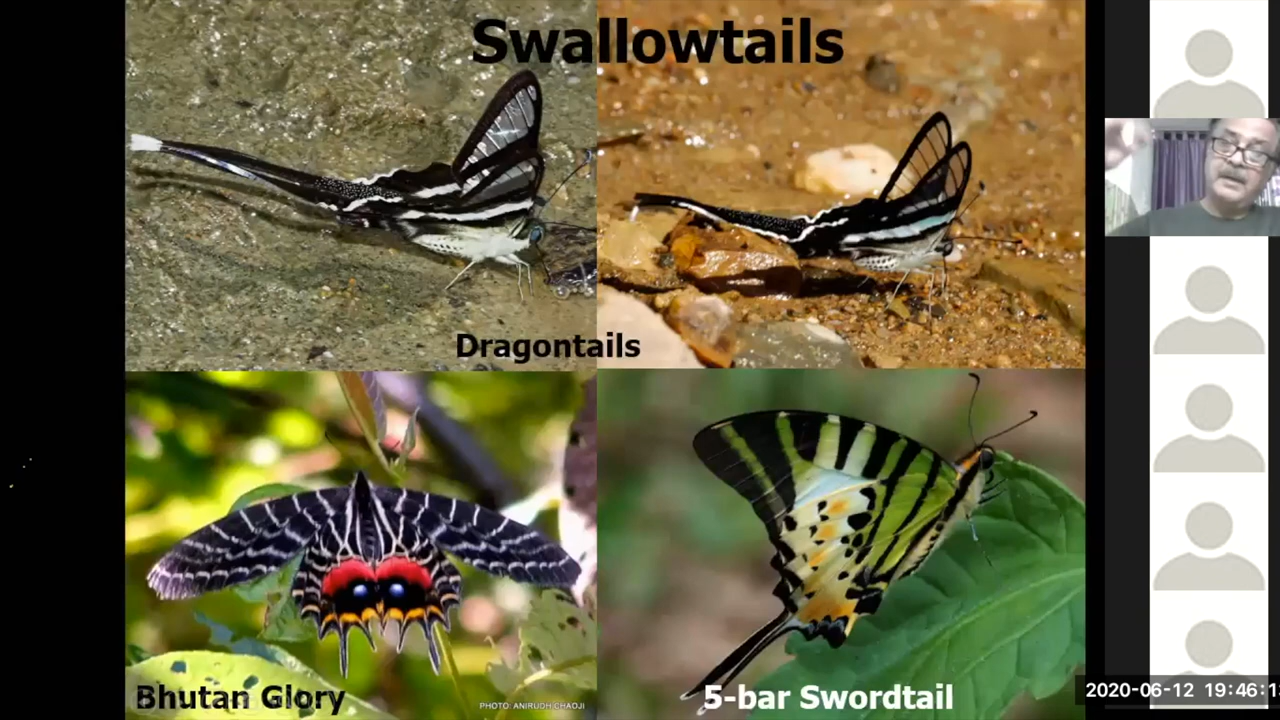 Swallowtails
Dragontails
Bhutan Glory
PHOTO: ANIRUDH CHAOJI
5-bar Swordtail
2020-06-12 19:46:1